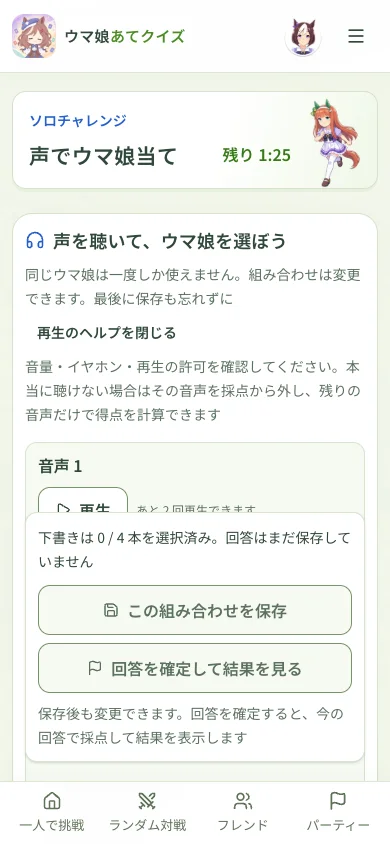 ウマ娘あてクイズ
ソロチャレンジ
声でウマ娘当て
残り 1:25
声を聴いて、ウマ娘を選ぼう
同じウマ娘は一度しか使えません。組み合わせは変更
できます。最後に保存も忘れずに
再生のヘルプを閉じる
音量・イヤホン・再生の許可を確認してください。本
当に聴けない場合はその音声を採点から外し、残りの
音声だけで得点を計算できます
音声 1
再生
あと2回再生できます
下書きは 0 / 4 本を選択済み。回答はまだ保存して
いません
この組み合わせを保存
回答を確定して結果を見る
保存後も変更できます。回答を確定すると、今の
回答で採点して結果を表示します
一人で挑戦
ランダム対戦
フレンド
パーティー